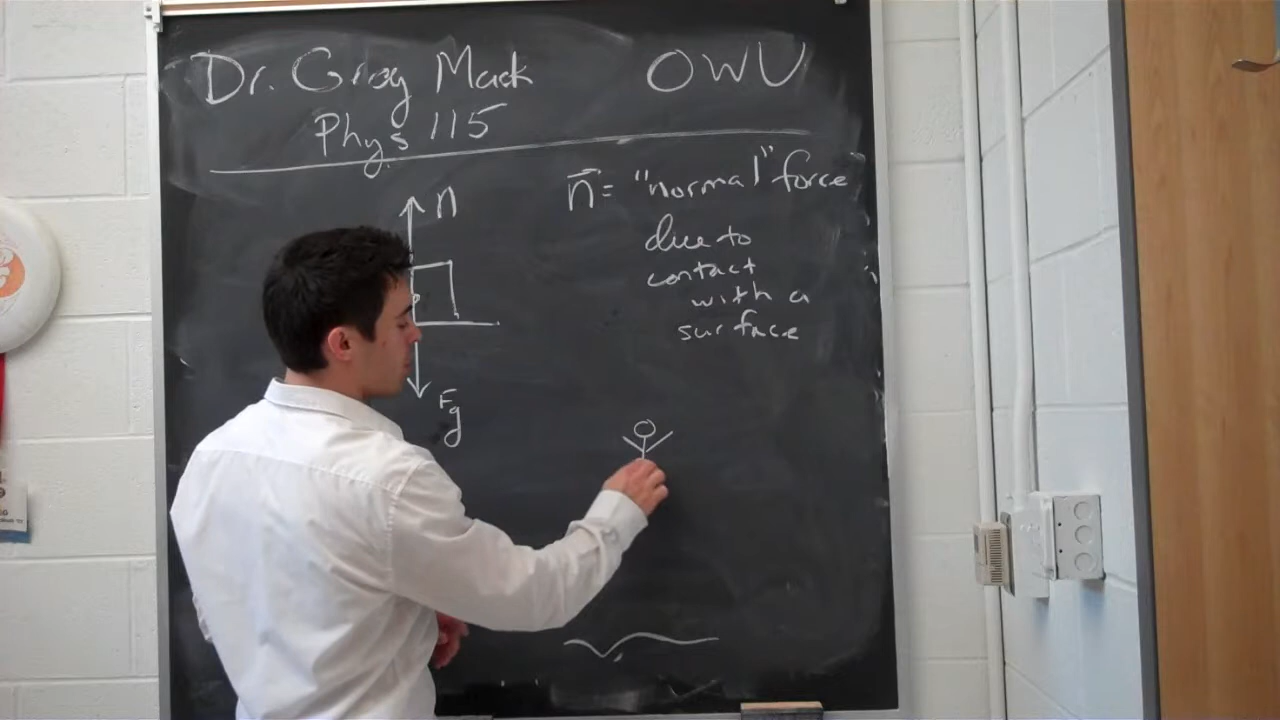 Dr. Greg Mack OWU
Phys 115
n
n = "normal" force
due to
contact
with a
surface
Fg